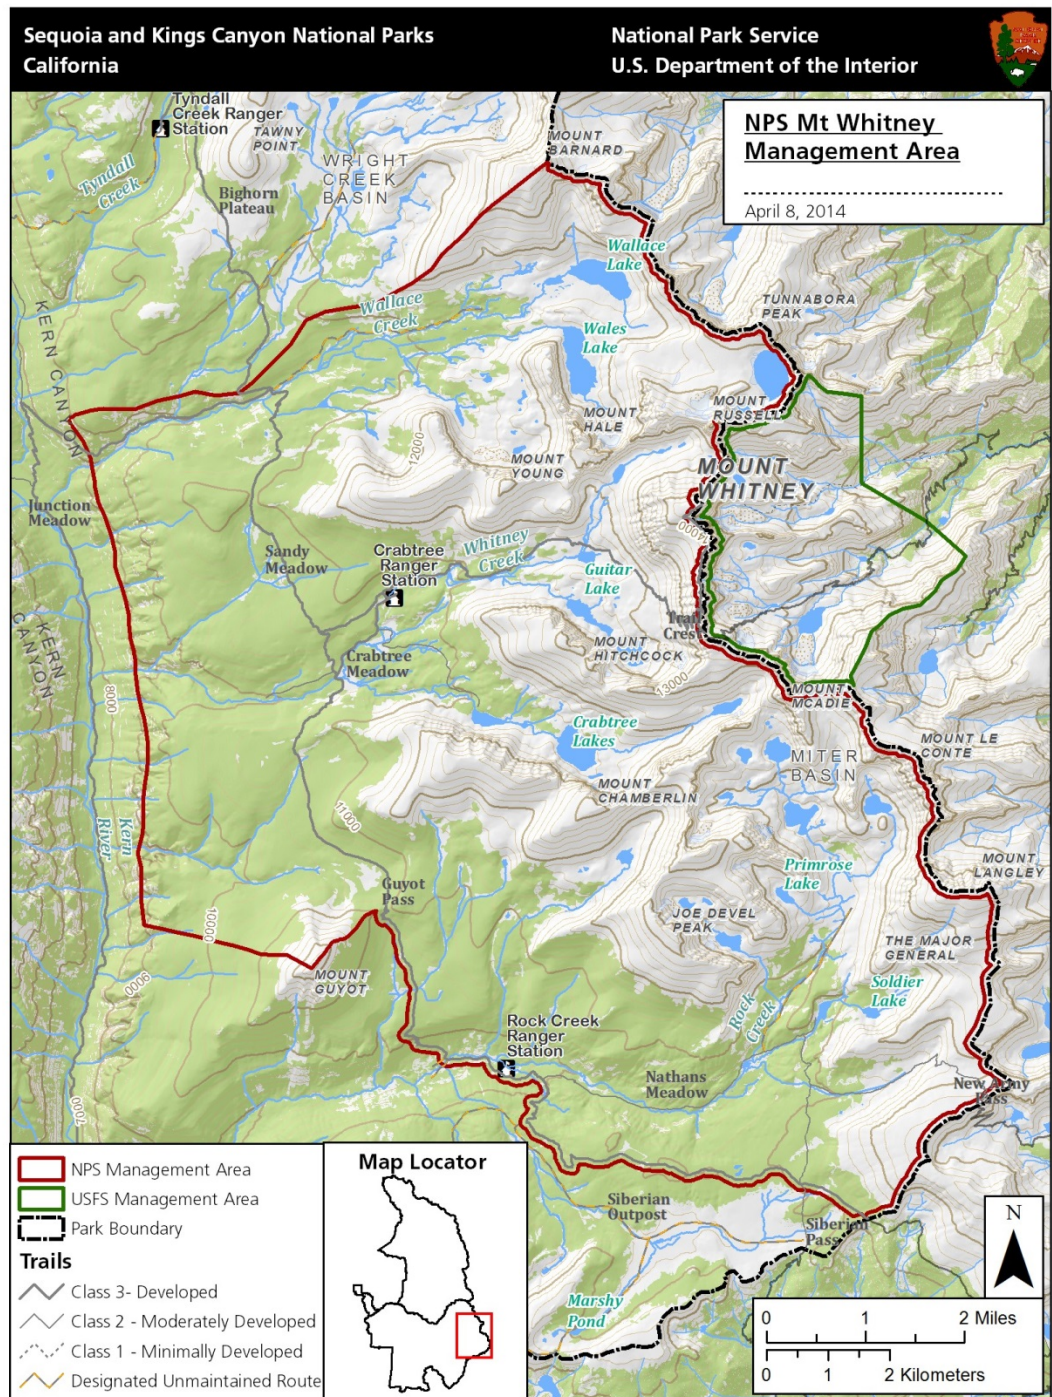 Sequoia and Kings Canyon National Parks
California
National Park Service
U.S. Department of the Interior
NPS Mt Whitney
Management Area
April 8, 2014
Tyndall
Creek Ranger
Station
TAWNY
POINT
WRIGHT
CREEK
BASIN
MOUNT
BARNARD
Tyndall
Creek
Bighorn
Plateau
Wallace
Lake
Wallace
Creek
TUNNABORA
PEAK
Wales
Lake
KERN CANYON
MOUNT
RUSSELL
MOUNT
HALE
12000
MOUNT
YOUNG
MOUNT
WHITNEY
14000
Junction
Meadow
Sandy
Meadow
Crabtree
Ranger
Station
Whitney
Creek
Guitar
Lake
Trail
Crest
KERN
CANYON
MOUNT
HITCHCOCK
Crabtree
Meadow
13000
8000
MOUNT
MCADIE
Crabtree
Lakes
MOUNT LE
CONTE
MITER
BASIN
MOUNT
CHAMBERLIN
11000
Kern
River
Primrose
Lake
MOUNT
LANGLEY
Guyot
Pass
10000
JOE DEVEL
PEAK
THE MAJOR
GENERAL
MOUNT
GUYOT
9000
Soldier
Lake
Rock
Creek
Rock Creek
Ranger
Station
Nathans
Meadow
New Army
Pass
7000
Siberian
Outpost
Siberian
Pass
Marshy
Pond
NPS Management Area
USFS Management Area
Park Boundary
Trails
Class 3- Developed
Class 2 - Moderately Developed
Class 1 - Minimally Developed
Designated Unmaintained Route
Map Locator
N
0 1 2 Miles
0 1 2 Kilometers